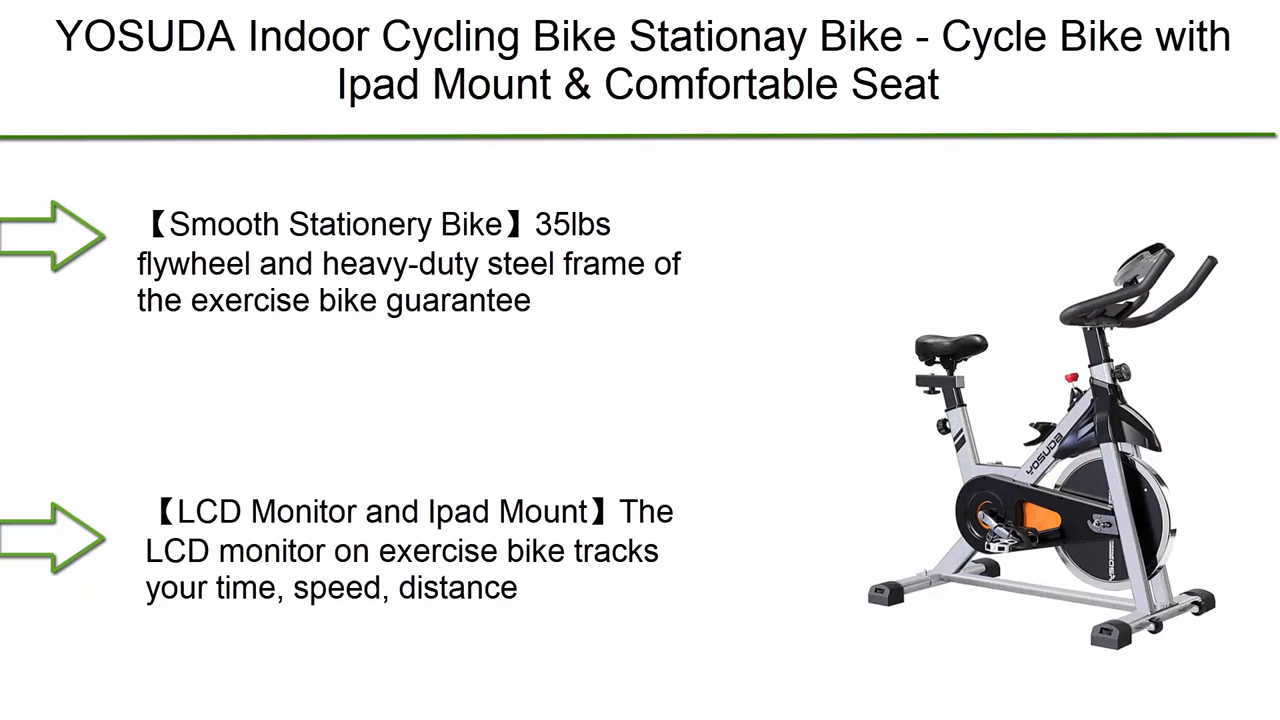 YOSUDA Indoor Cycling Bike Stationay Bike - Cycle Bike with
Ipad Mount & Comfortable Seat
【Smooth Stationery Bike】35lbs
flywheel and heavy-duty steel frame of
the exercise bike guarantee
【LCD Monitor and Ipad Mount】The
LCD monitor on exercise bike tracks
your time, speed, distance
YOSUDA